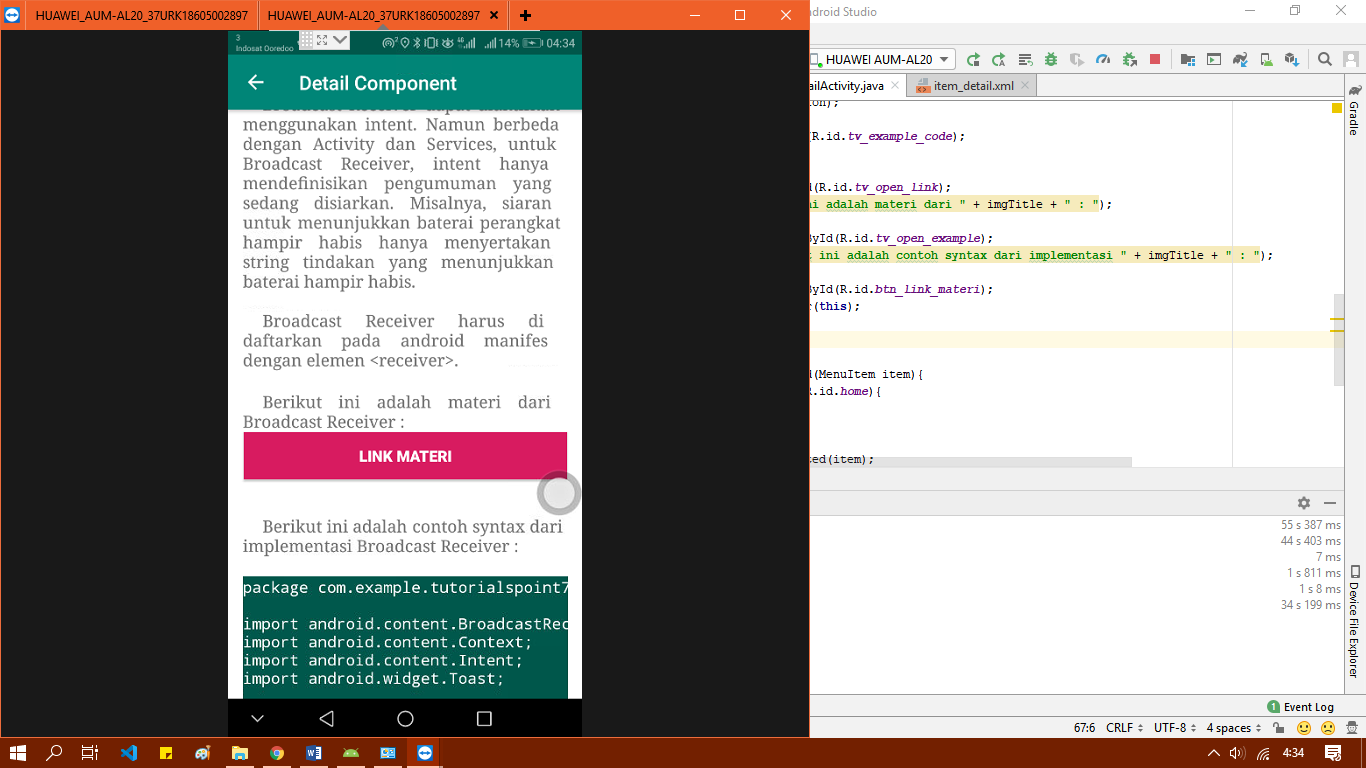 HUAWEI_AUM-AL20_37URK18605002897
HUAWEI_AUM-AL20_37URK18605002897
3
Indosat Ooredoo
14%
04:34
Detail Component
menggunakan intent. Namun berbeda
dengan Activity dan Services, untuk
Broadcast Receiver, intent hanya
mendefinisikan pengumuman yang
sedang disiarkan. Misalnya, siaran
untuk menunjukkan baterai perangkat
hampir habis hanya menyertakan
string tindakan yang menunjukkan
baterai hampir habis.
Broadcast Receiver harus di
daftarkan pada android manifes
dengan elemen <receiver>.
Berikut ini adalah materi dari
Broadcast Receiver :
LINK MATERI
Berikut ini adalah contoh syntax dari
implementasi Broadcast Receiver :
package com.example.tutorialspoint7
import android.content.BroadcastRec
import android.content.Context;
import android.content.Intent;
import android.widget.Toast;
ndroid Studio
HUAWEI AUM-AL20
ailActivity.java
item_detail.xml
on);
(R.id.tv_example_code);
d(R.id.tv_open_link);
ni adalah materi dari " + imgTitle + " : ");
ById(R.id.tv_open_example);
t ini adalah contoh syntax dari implementasi " + imgTitle + " : ");
ById(R.id.btn_link_materi);
r(this);
d(MenuItem item){
R.id.home){
ted(item);
Gradle
Device File Explorer
55 s 387 ms
44 s 403 ms
7 ms
1 s 811 ms
1 s 8 ms
34 s 199 ms
1 Event Log
67:6 CRLF UTF-8 4 spaces
4:34